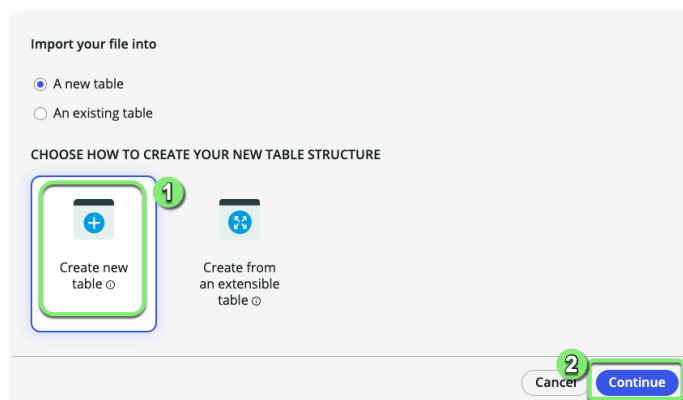 Import your file into
A new table
An existing table
CHOOSE HOW TO CREATE YOUR NEW TABLE STRUCTURE
1
Create new
table
Create from
an extensible
table
2
Cancel
Continue